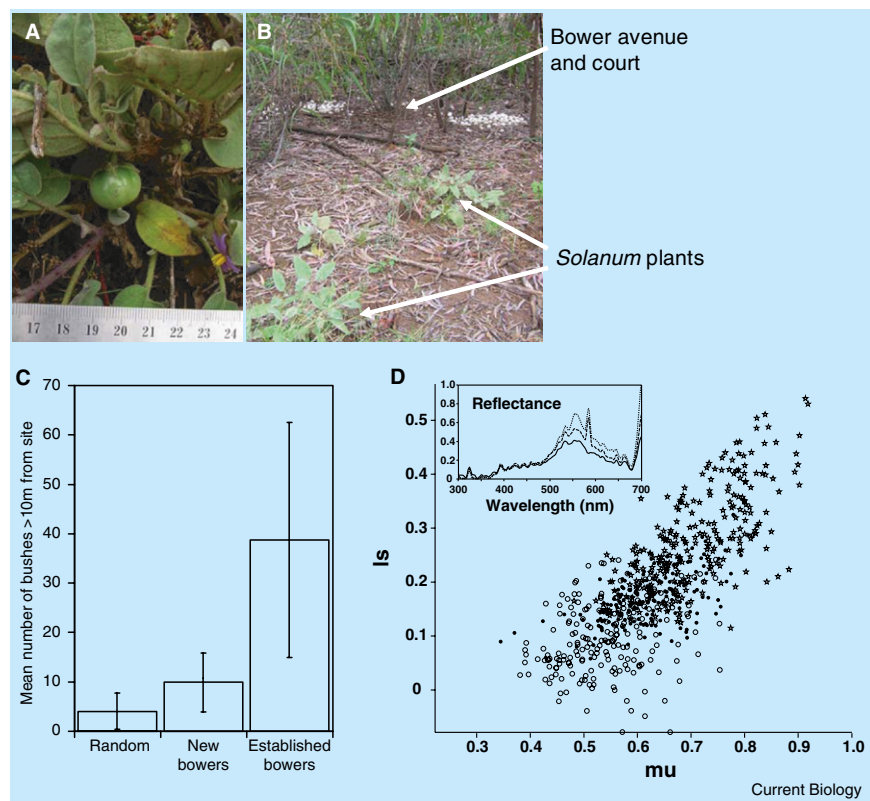 A
B
Bower avenue
and court
Solanum plants
17 18 19 20 21 22 23 24
C
70
60
50
40
30
20
10
0
Mean number of bushes >10m from site
Random
New
bowers
Established
bowers
D
Reflectance
1.0
0.8
0.6
0.4
0.2
0
300 400 500 600 700
Wavelength (nm)
0.5
0.4
0.3
0.2
0.1
0
ls
0.3 0.4 0.5 0.6 0.7 0.8 0.9 1.0
mu
Current Biology